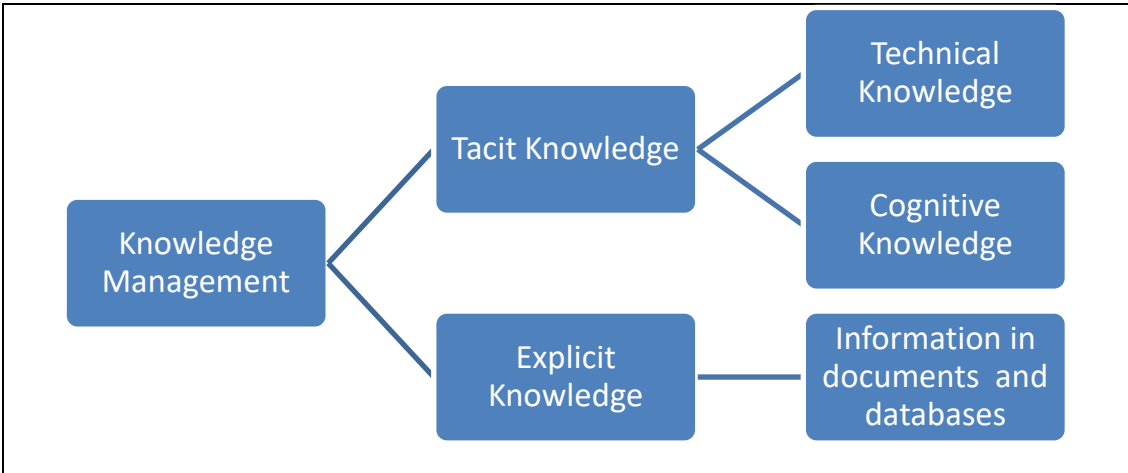 Technical
Knowledge
Tacit Knowledge
Cognitive
Knowledge
Knowledge
Management
Explicit
Knowledge
Information in
documents and
databases